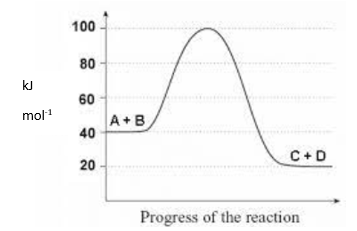 100
80
kJ
60
mol⁻¹
A + B
40
C + D
20
Progress of the reaction